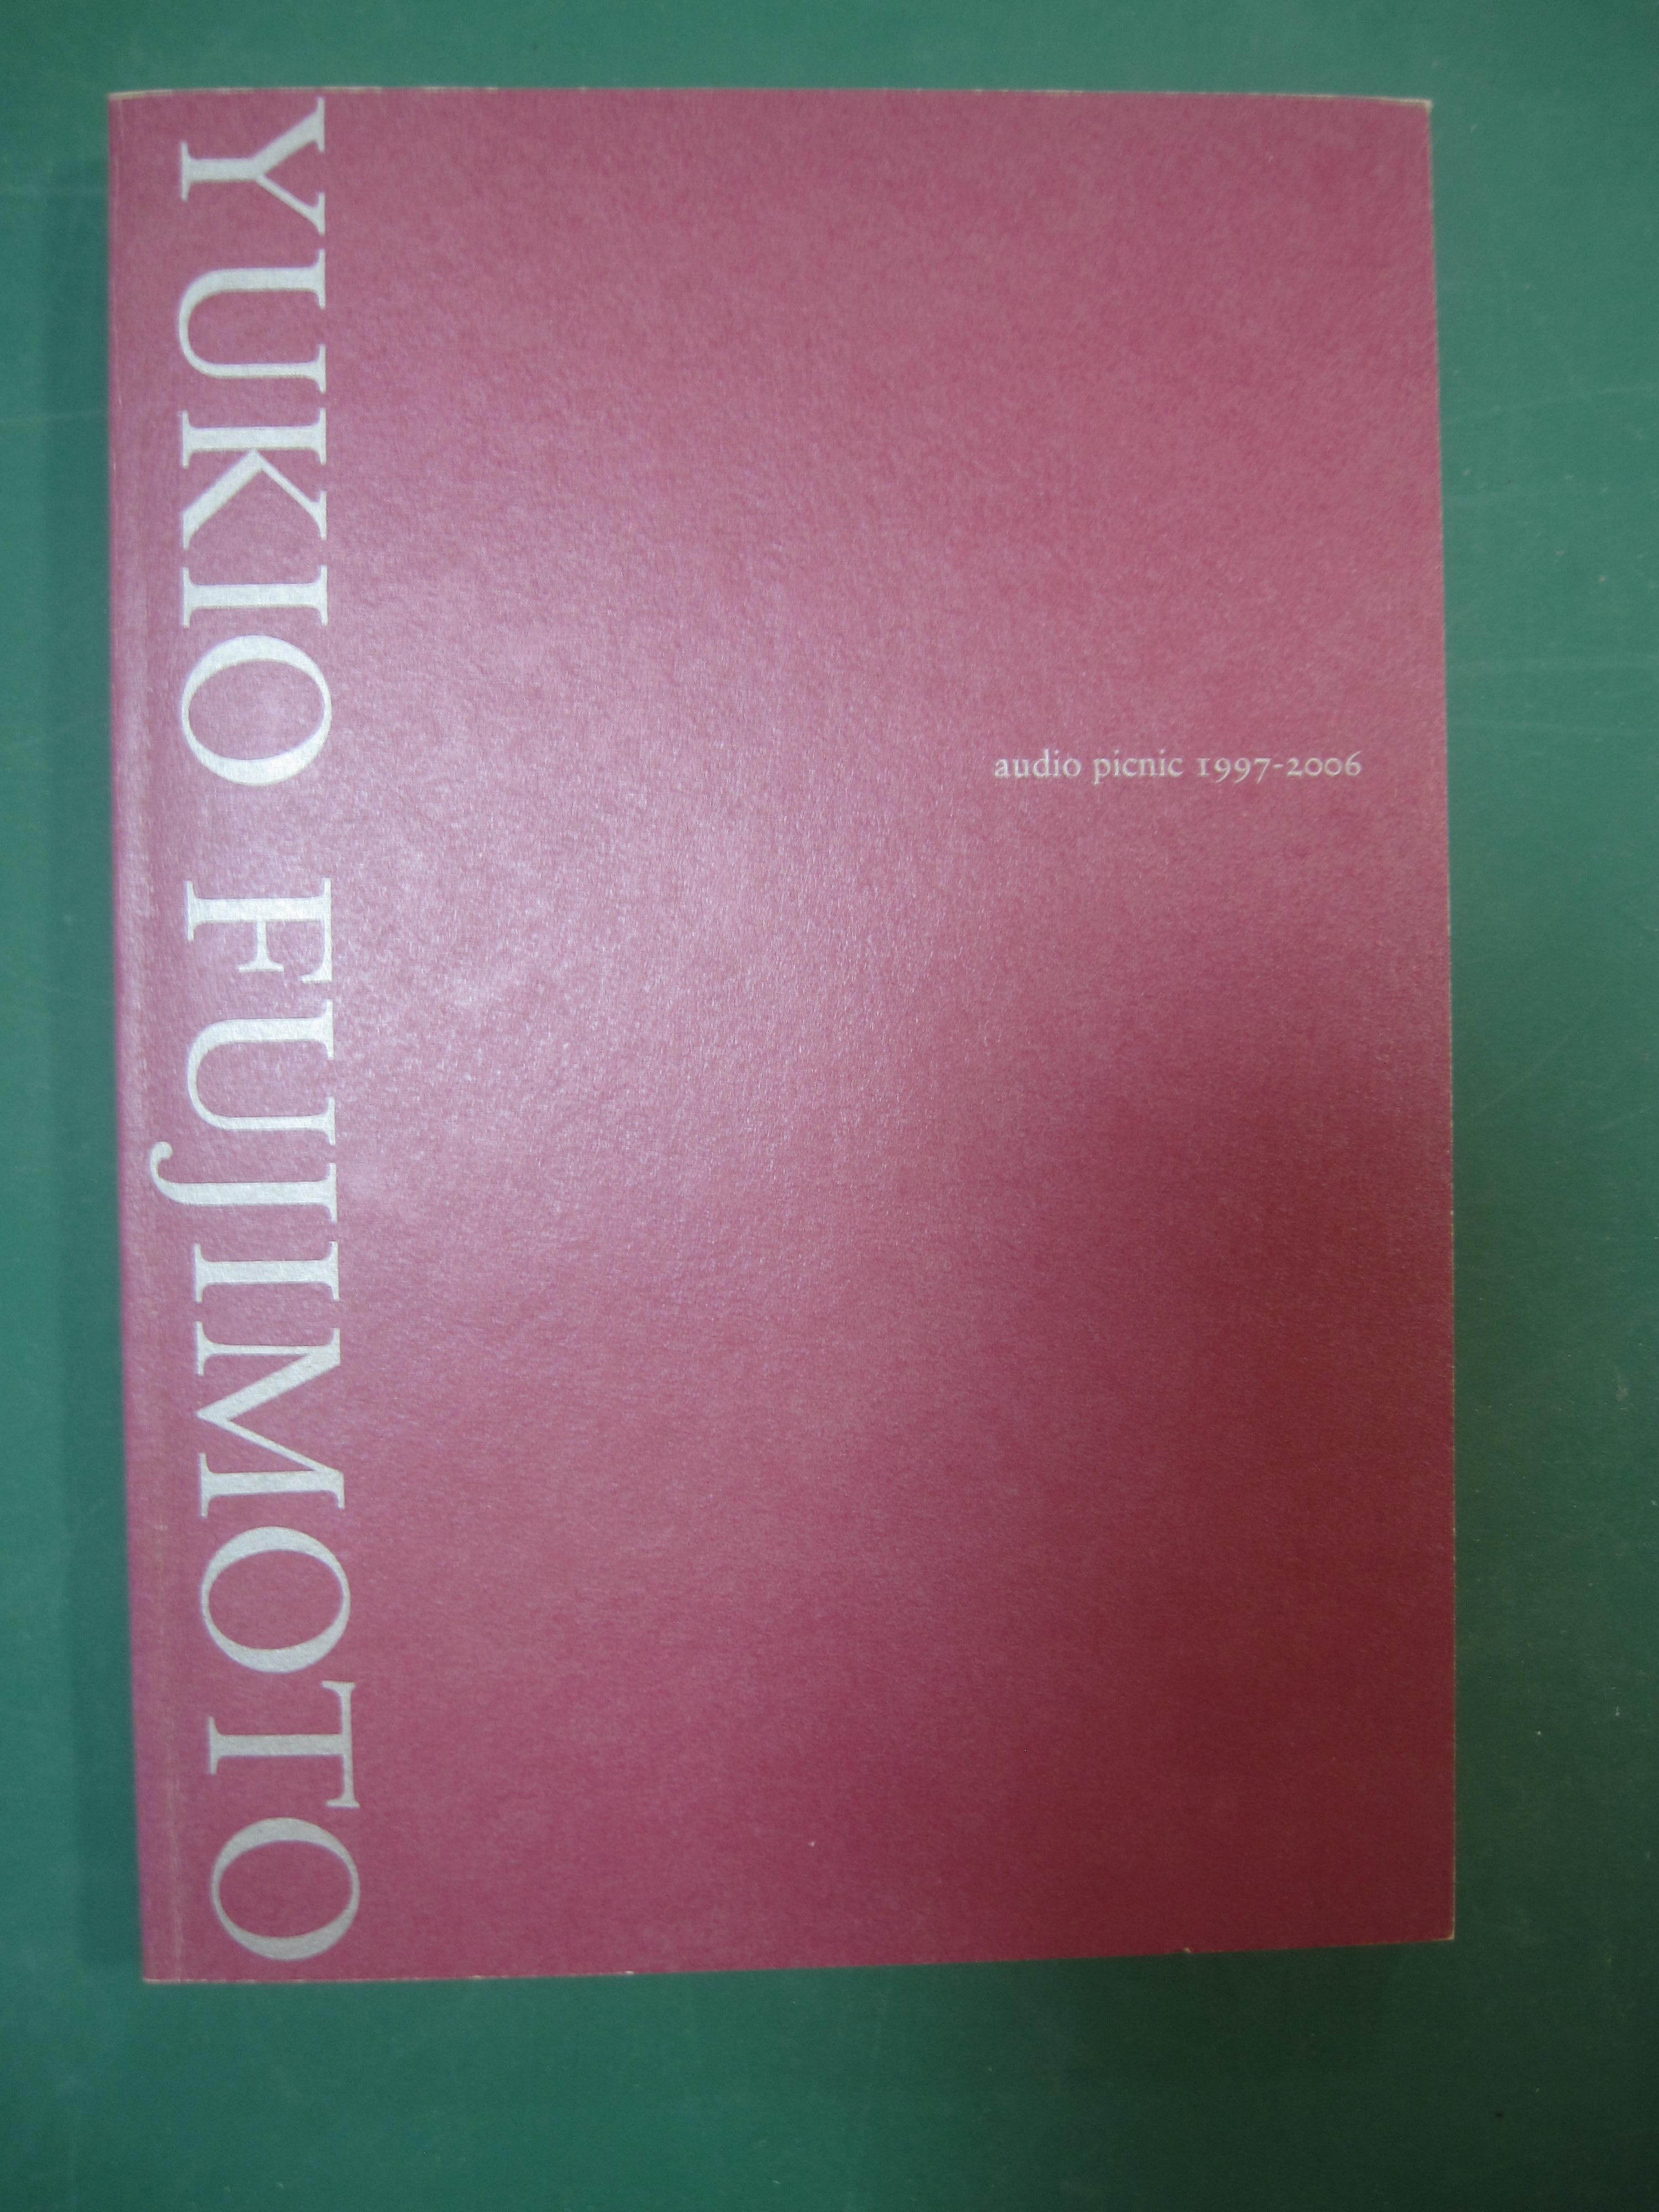 YUKIO FUJIMOTO
audio picnic 1997-2006